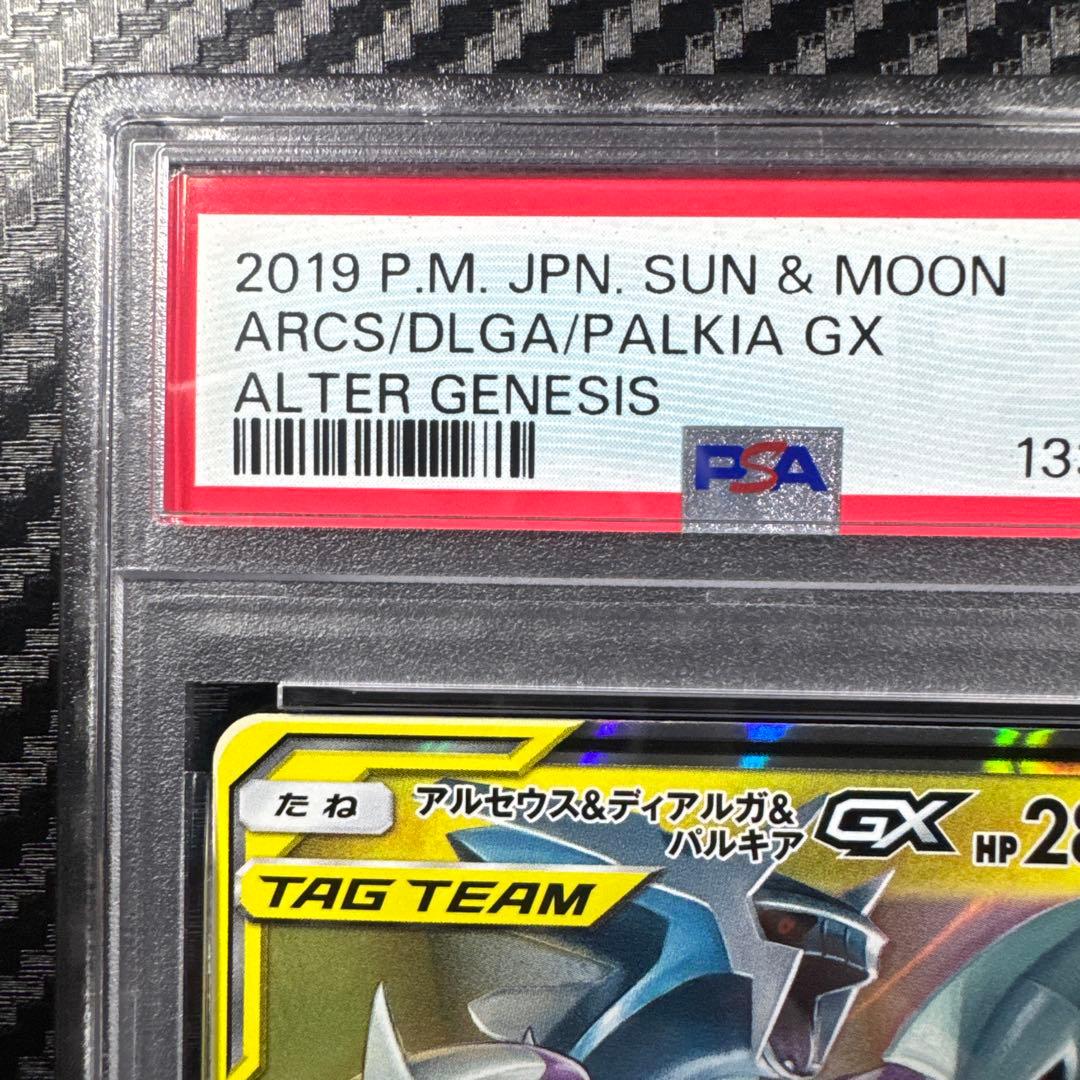 2019 P.M. JPN. SUN & MOON
ARCS/DLGA/PALKIA GX
ALTER GENESIS
PSA
たね
アルセウス&ディアルガ&
パルキア
GX
HP
TAG TEAM